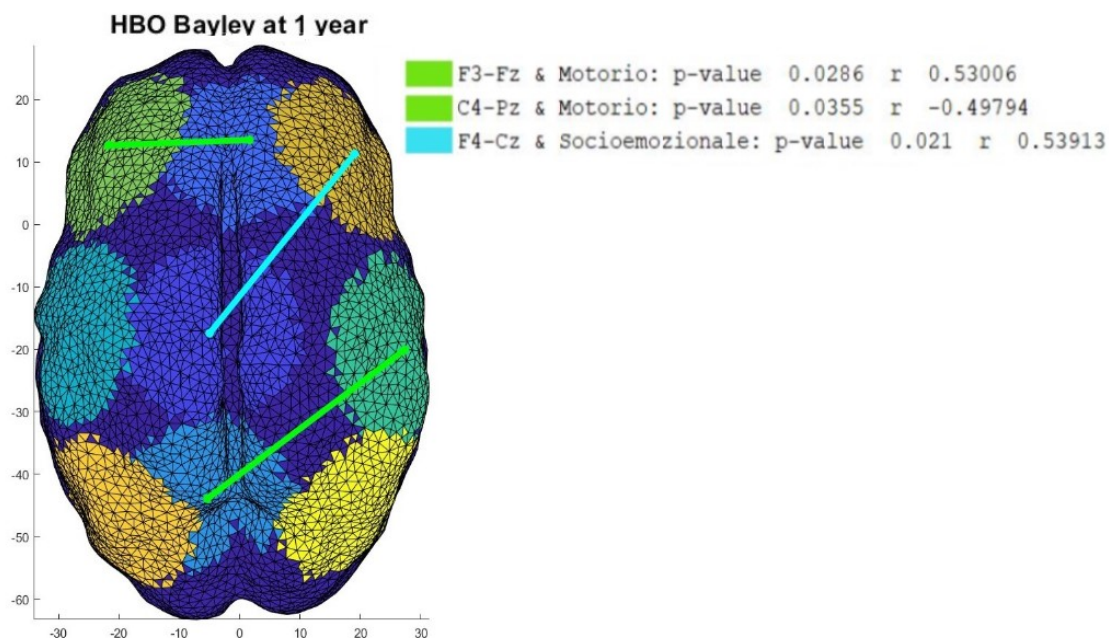 HBO Bayley at 1 year
F3-Fz & Motorio: p-value 0.0286 r 0.53006
C4-Pz & Motorio: p-value 0.0355 r -0.49794
F4-Cz & Socioemozionale: p-value 0.021 r 0.53913
20
10
0
-10
-20
-30
-40
-50
-60
-30 -20 -10 0 10 20 30